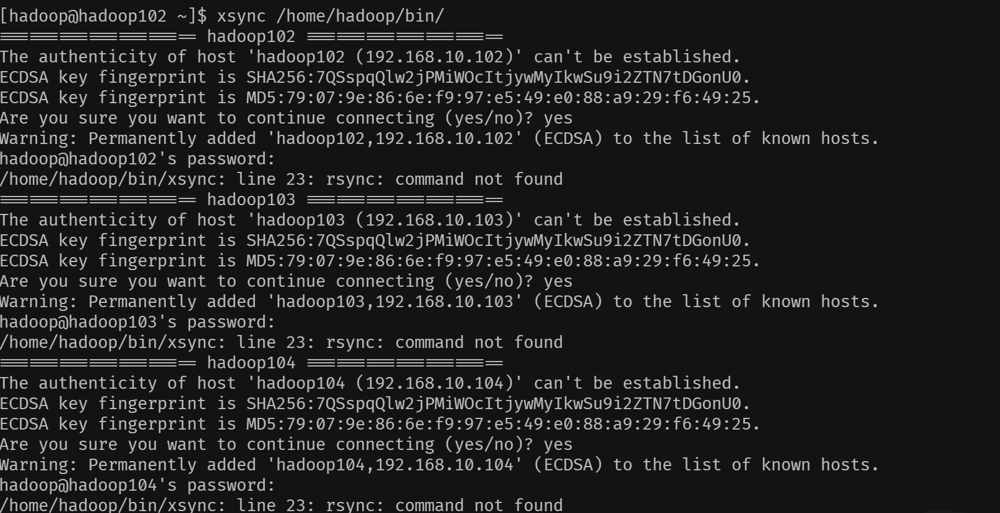 [hadoop@hadoop102 ~]$ xsync /home/hadoop/bin/
==================== hadoop102 ====================
The authenticity of host 'hadoop102 (192.168.10.102)' can't be established.
ECDSA key fingerprint is SHA256:7QSspqQlw2jPMiWOcItjywMyIkwSu9i2ZTN7tDGonU0.
ECDSA key fingerprint is MD5:79:07:9e:86:6e:f9:97:e5:49:e0:88:a9:29:f6:49:25.
Are you sure you want to continue connecting (yes/no)? yes
Warning: Permanently added 'hadoop102,192.168.10.102' (ECDSA) to the list of known hosts.
hadoop@hadoop102's password:
/home/hadoop/bin/xsync: line 23: rsync: command not found
==================== hadoop103 ====================
The authenticity of host 'hadoop103 (192.168.10.103)' can't be established.
ECDSA key fingerprint is SHA256:7QSspqQlw2jPMiWOcItjywMyIkwSu9i2ZTN7tDGonU0.
ECDSA key fingerprint is MD5:79:07:9e:86:6e:f9:97:e5:49:e0:88:a9:29:f6:49:25.
Are you sure you want to continue connecting (yes/no)? yes
Warning: Permanently added 'hadoop103,192.168.10.103' (ECDSA) to the list of known hosts.
hadoop@hadoop103's password:
/home/hadoop/bin/xsync: line 23: rsync: command not found
==================== hadoop104 ====================
The authenticity of host 'hadoop104 (192.168.10.104)' can't be established.
ECDSA key fingerprint is SHA256:7QSspqQlw2jPMiWOcItjywMyIkwSu9i2ZTN7tDGonU0.
ECDSA key fingerprint is MD5:79:07:9e:86:6e:f9:97:e5:49:e0:88:a9:29:f6:49:25.
Are you sure you want to continue connecting (yes/no)? yes
Warning: Permanently added 'hadoop104,192.168.10.104' (ECDSA) to the list of known hosts.
hadoop@hadoop104's password:
/home/hadoop/bin/xsync: line 23: rsync: command not found